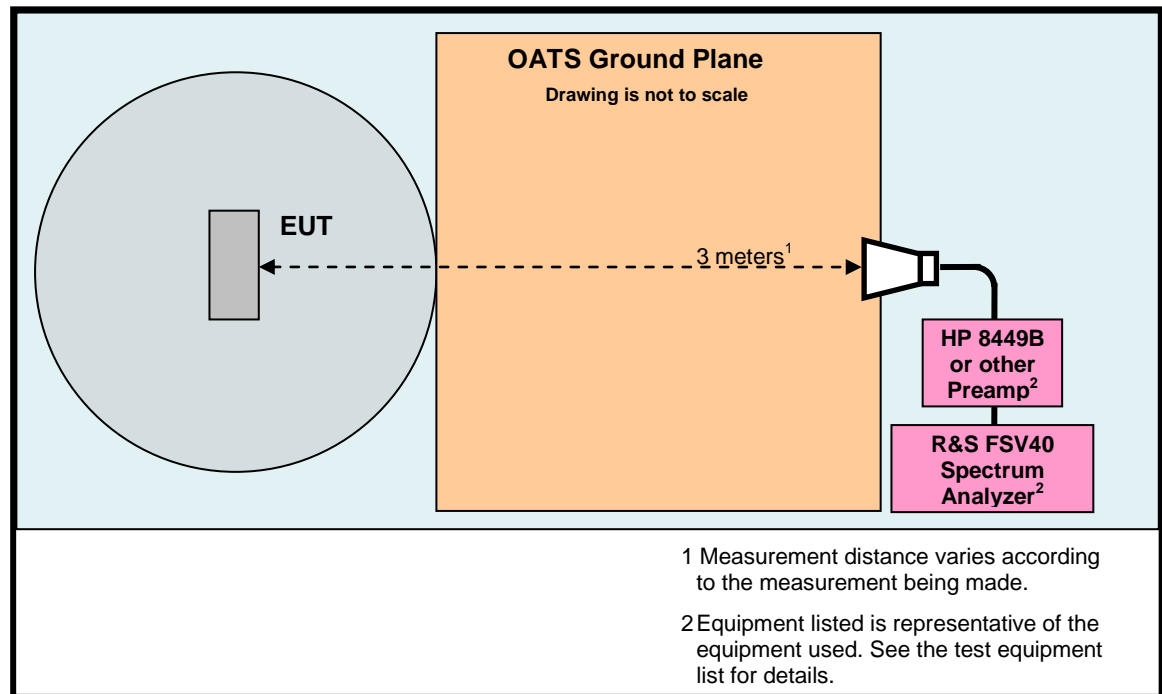 OATS Ground Plane
Drawing is not to scale
EUT
3 meters¹
HP 8449B
or other
Preamp²
R&S FSV40
Spectrum
Analyzer²
1 Measurement distance varies according
to the measurement being made.
2 Equipment listed is representative of the
equipment used. See the test equipment
list for details.